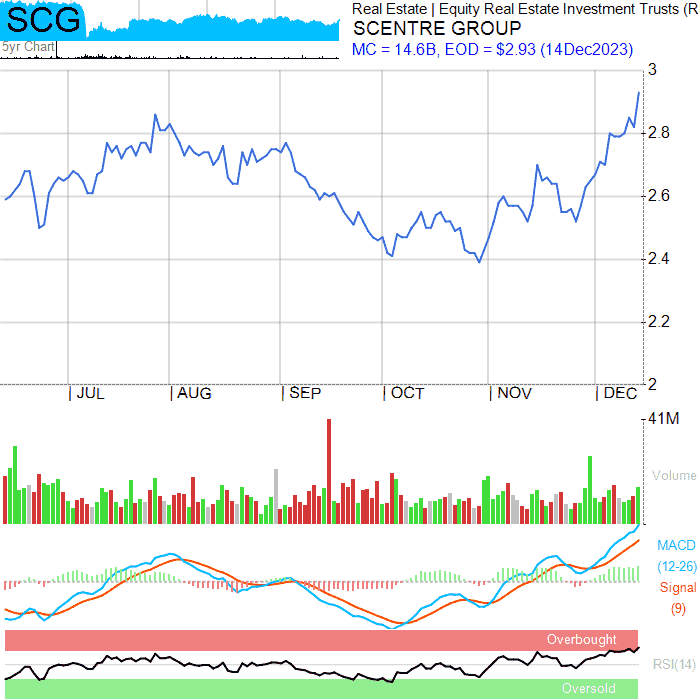 SCG
5yr Chart
Real Estate | Equity Real Estate Investment Trusts (R
SCENTRE GROUP
MC = 14.6B, EOD = $2.93 (14Dec2023)
3
2.8
2.6
2.4
2.2
2
JUL
AUG
SEP
OCT
NOV
DEC
41M
Volume
MACD
(12-26)
Signal
(9)
Overbought
RSI(14)
Oversold